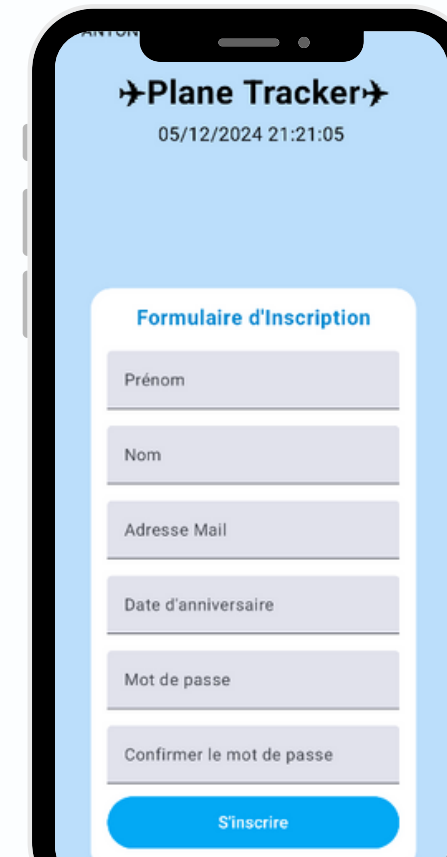 ✈Plane Tracker✈
05/12/2024 21:21:05
Formulaire d'Inscription
Prénom
Nom
Adresse Mail
Date d'anniversaire
Mot de passe
Confirmer le mot de passe
S'inscrire